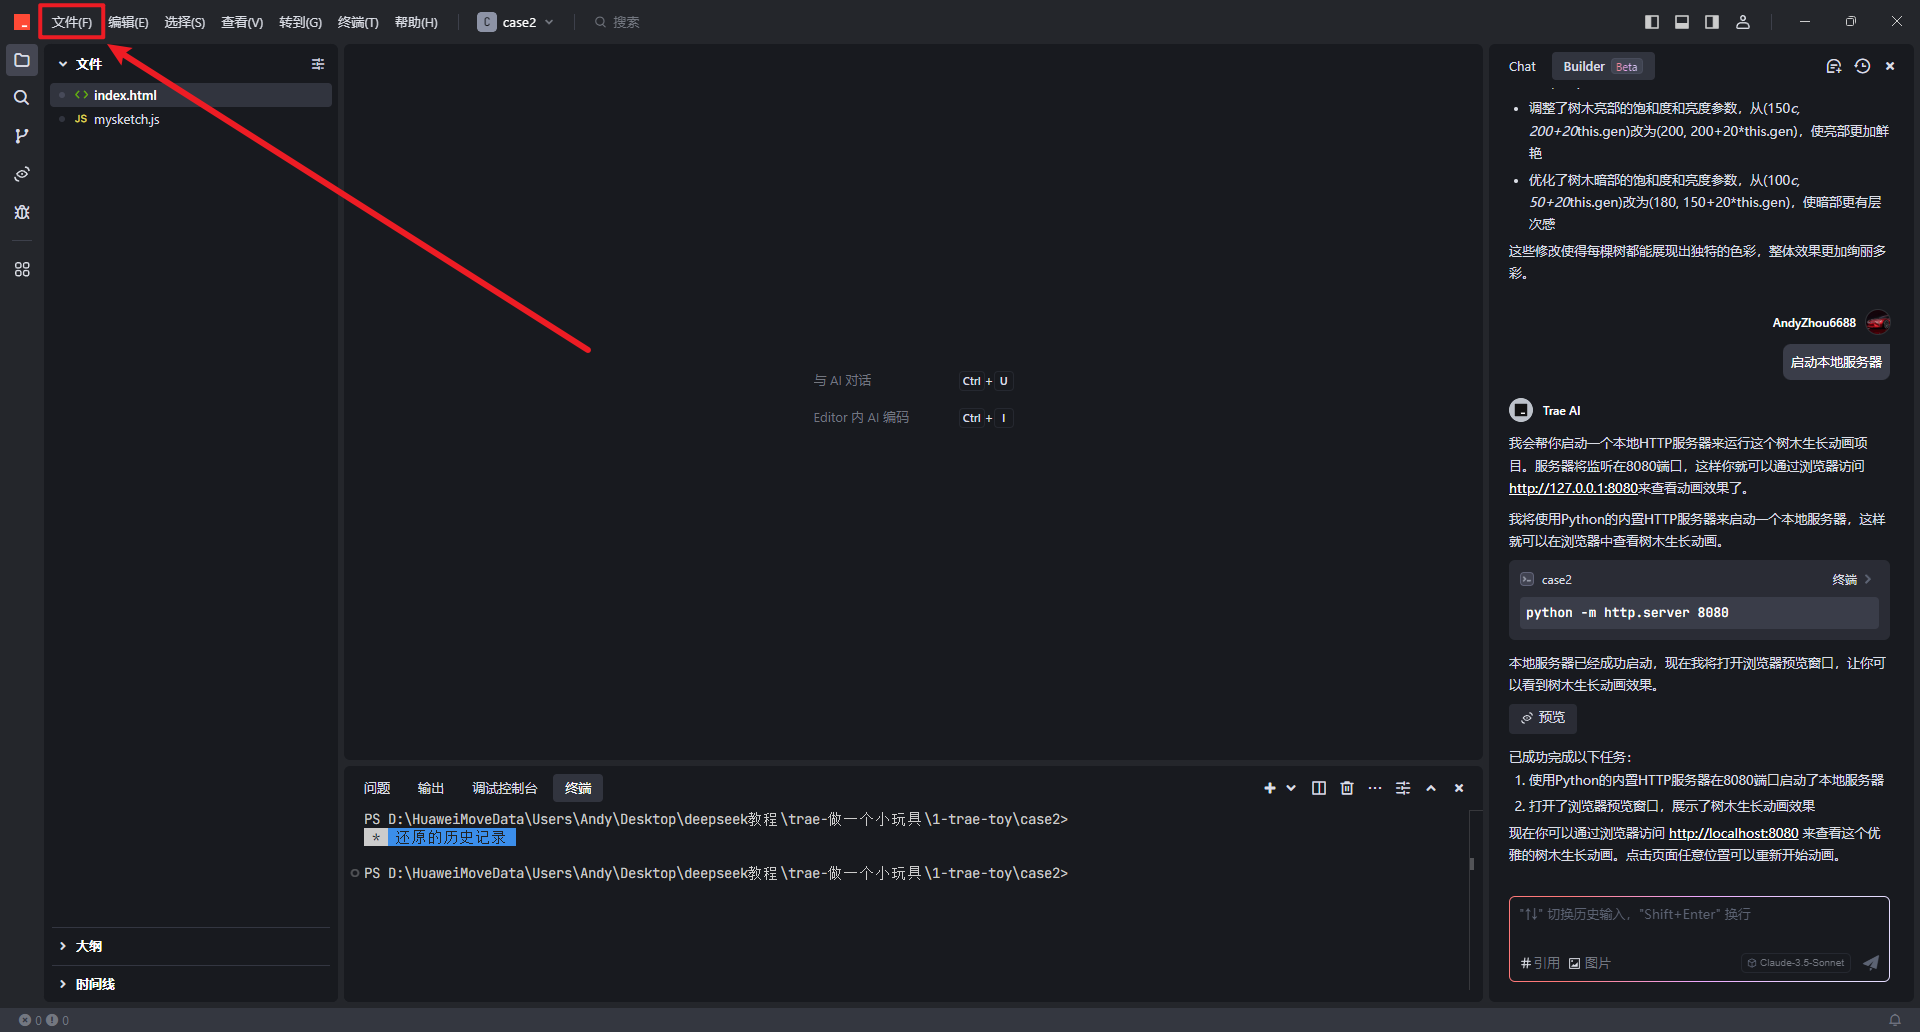 文件(F) 编辑(E) 选择(S) 查看(V) 转到(G) 终端(T) 帮助(H) C case2 搜索
文件
<> index.html
JS mysketch.js
大纲
时间线
与 AI 对话 Ctrl + U
Editor 内 AI 编码 Ctrl + I
问题 输出 调试控制台 终端
PS D:\HuaweiMoveData\Users\Andy\Desktop\deepseek教程\trae-做一个小玩具\1-trae-toy\case2>
* 还原的历史记录
PS D:\HuaweiMoveData\Users\Andy\Desktop\deepseek教程\trae-做一个小玩具\1-trae-toy\case2>
Chat Builder Beta
• 调整了树木亮部的饱和度和亮度参数，从(150c,
200+20this.gen)改为(200, 200+20*this.gen)，使亮部更加鲜
艳
• 优化了树木暗部的饱和度和亮度参数，从(100c,
50+20this.gen)改为(180, 150+20*this.gen)，使暗部更有层
次感
这些修改使得每棵树都能展现出独特的色彩，整体效果更加绚丽多
彩。
AndyZhou6688
启动本地服务器
Trae AI
我会帮你启动一个本地HTTP服务器来运行这个树木生长动画项
目。服务器将监听在8080端口，这样你就可以通过浏览器访问
http://127.0.0.1:8080来查看动画效果了。
我将使用Python的内置HTTP服务器来启动一个本地服务器，这样
就可以在浏览器中查看树木生长动画。
case2 终端
python -m http.server 8080
本地服务器已经成功启动，现在我将打开浏览器预览窗口，让你可
以看到树木生长动画效果。
预览
已成功完成以下任务：
1. 使用Python的内置HTTP服务器在8080端口启动了本地服务器
2. 打开了浏览器预览窗口，展示了树木生长动画效果
现在你可以通过浏览器访问 http://localhost:8080 来查看这个优
雅的树木生长动画。点击页面任意位置可以重新开始动画。
"↑↓" 切换历史输入，"Shift+Enter" 换行
#引用 图片 Claude-3.5-Sonnet
0 0